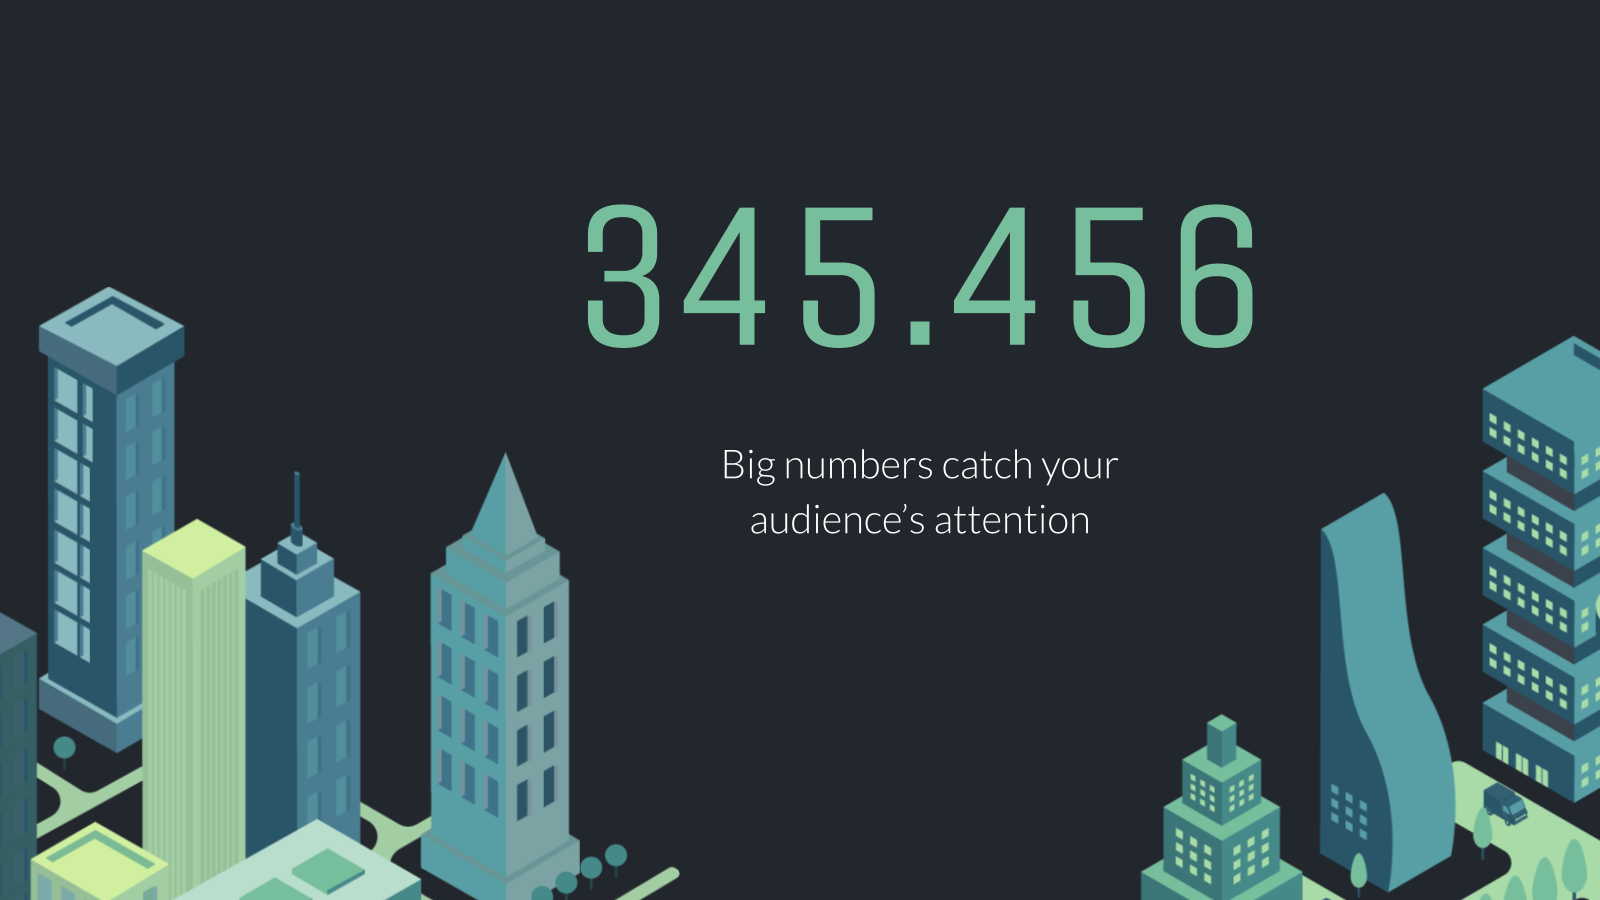 345.456
Big numbers catch your
audience’s attention